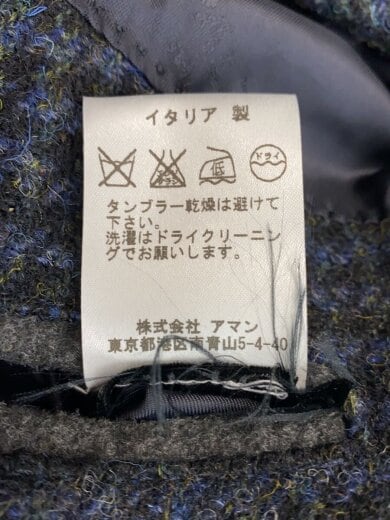 イタリア 製
低 ドライ
タンブラー乾燥は避けて
下さい。
洗濯はドライクリーニン
グでお願いします。
株式会社 アマン
東京都港区南青山5-4-40